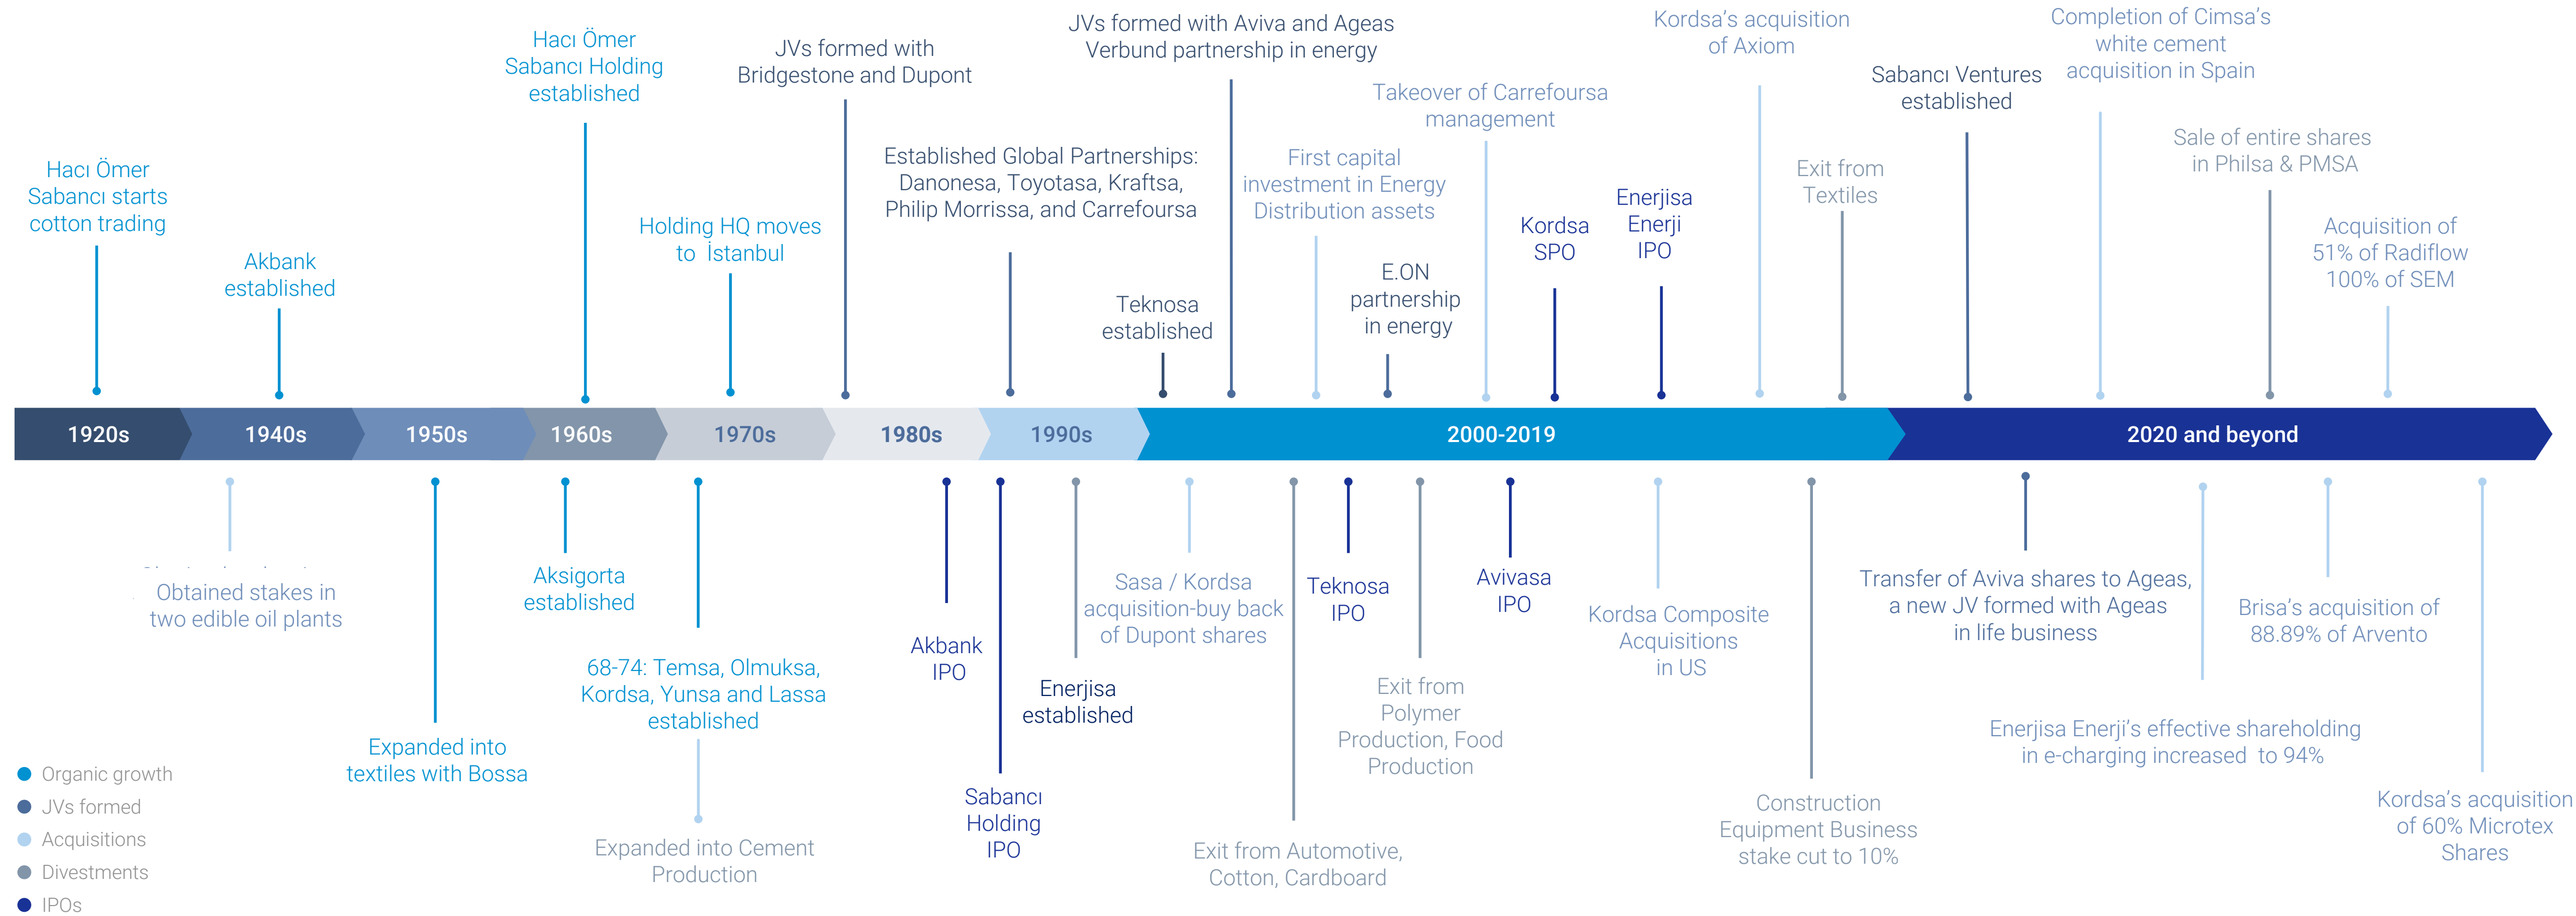 Hacı Ömer
Sabancı starts
cotton trading
Akbank
established
Hacı Ömer
Sabancı Holding
established
Holding HQ moves
to İstanbul
JVs formed with
Bridgestone and Dupont
Established Global Partnerships:
Danonesa, Toyotasa, Kraftsa,
Philip Morrissa, and Carrefoursa
Teknosa
established
JVs formed with Aviva and Ageas
Verbund partnership in energy
First capital
investment in Energy
Distribution assets
E.ON
partnership
in energy
Takeover of Carrefoursa
management
Kordsa
SPO
Enerjisa
Enerji
IPO
Kordsa’s acquisition
of Axiom
Exit from
Textiles
Sabancı Ventures
established
Completion of Cimsa’s
white cement
acquisition in Spain
Sale of entire shares
in Philsa & PMSA
Acquisition of
51% of Radiflow
100% of SEM
1920s
1940s
1950s
1960s
1970s
1980s
1990s
2000-2019
2020 and beyond
Obtained stakes in
two edible oil plants
Expanded into
textiles with Bossa
Aksigorta
established
68-74: Temsa, Olmuksa,
Kordsa, Yunsa and Lassa
established
Expanded into Cement
Production
Akbank
IPO
Sabancı
Holding
IPO
Enerjisa
established
Sasa / Kordsa
acquisition-buy back
of Dupont shares
Exit from Automotive,
Cotton, Cardboard
Teknosa
IPO
Exit from
Polymer
Production, Food
Production
Avivasa
IPO
Kordsa Composite
Acquisitions
in US
Construction
Equipment Business
stake cut to 10%
Transfer of Aviva shares to Ageas,
a new JV formed with Ageas
in life business
Enerjisa Enerji’s effective shareholding
in e-charging increased to 94%
Brisa’s acquisition of
88.89% of Arvento
Kordsa’s acquisition
of 60% Microtex
Shares
Organic growth
JVs formed
Acquisitions
Divestments
IPOs